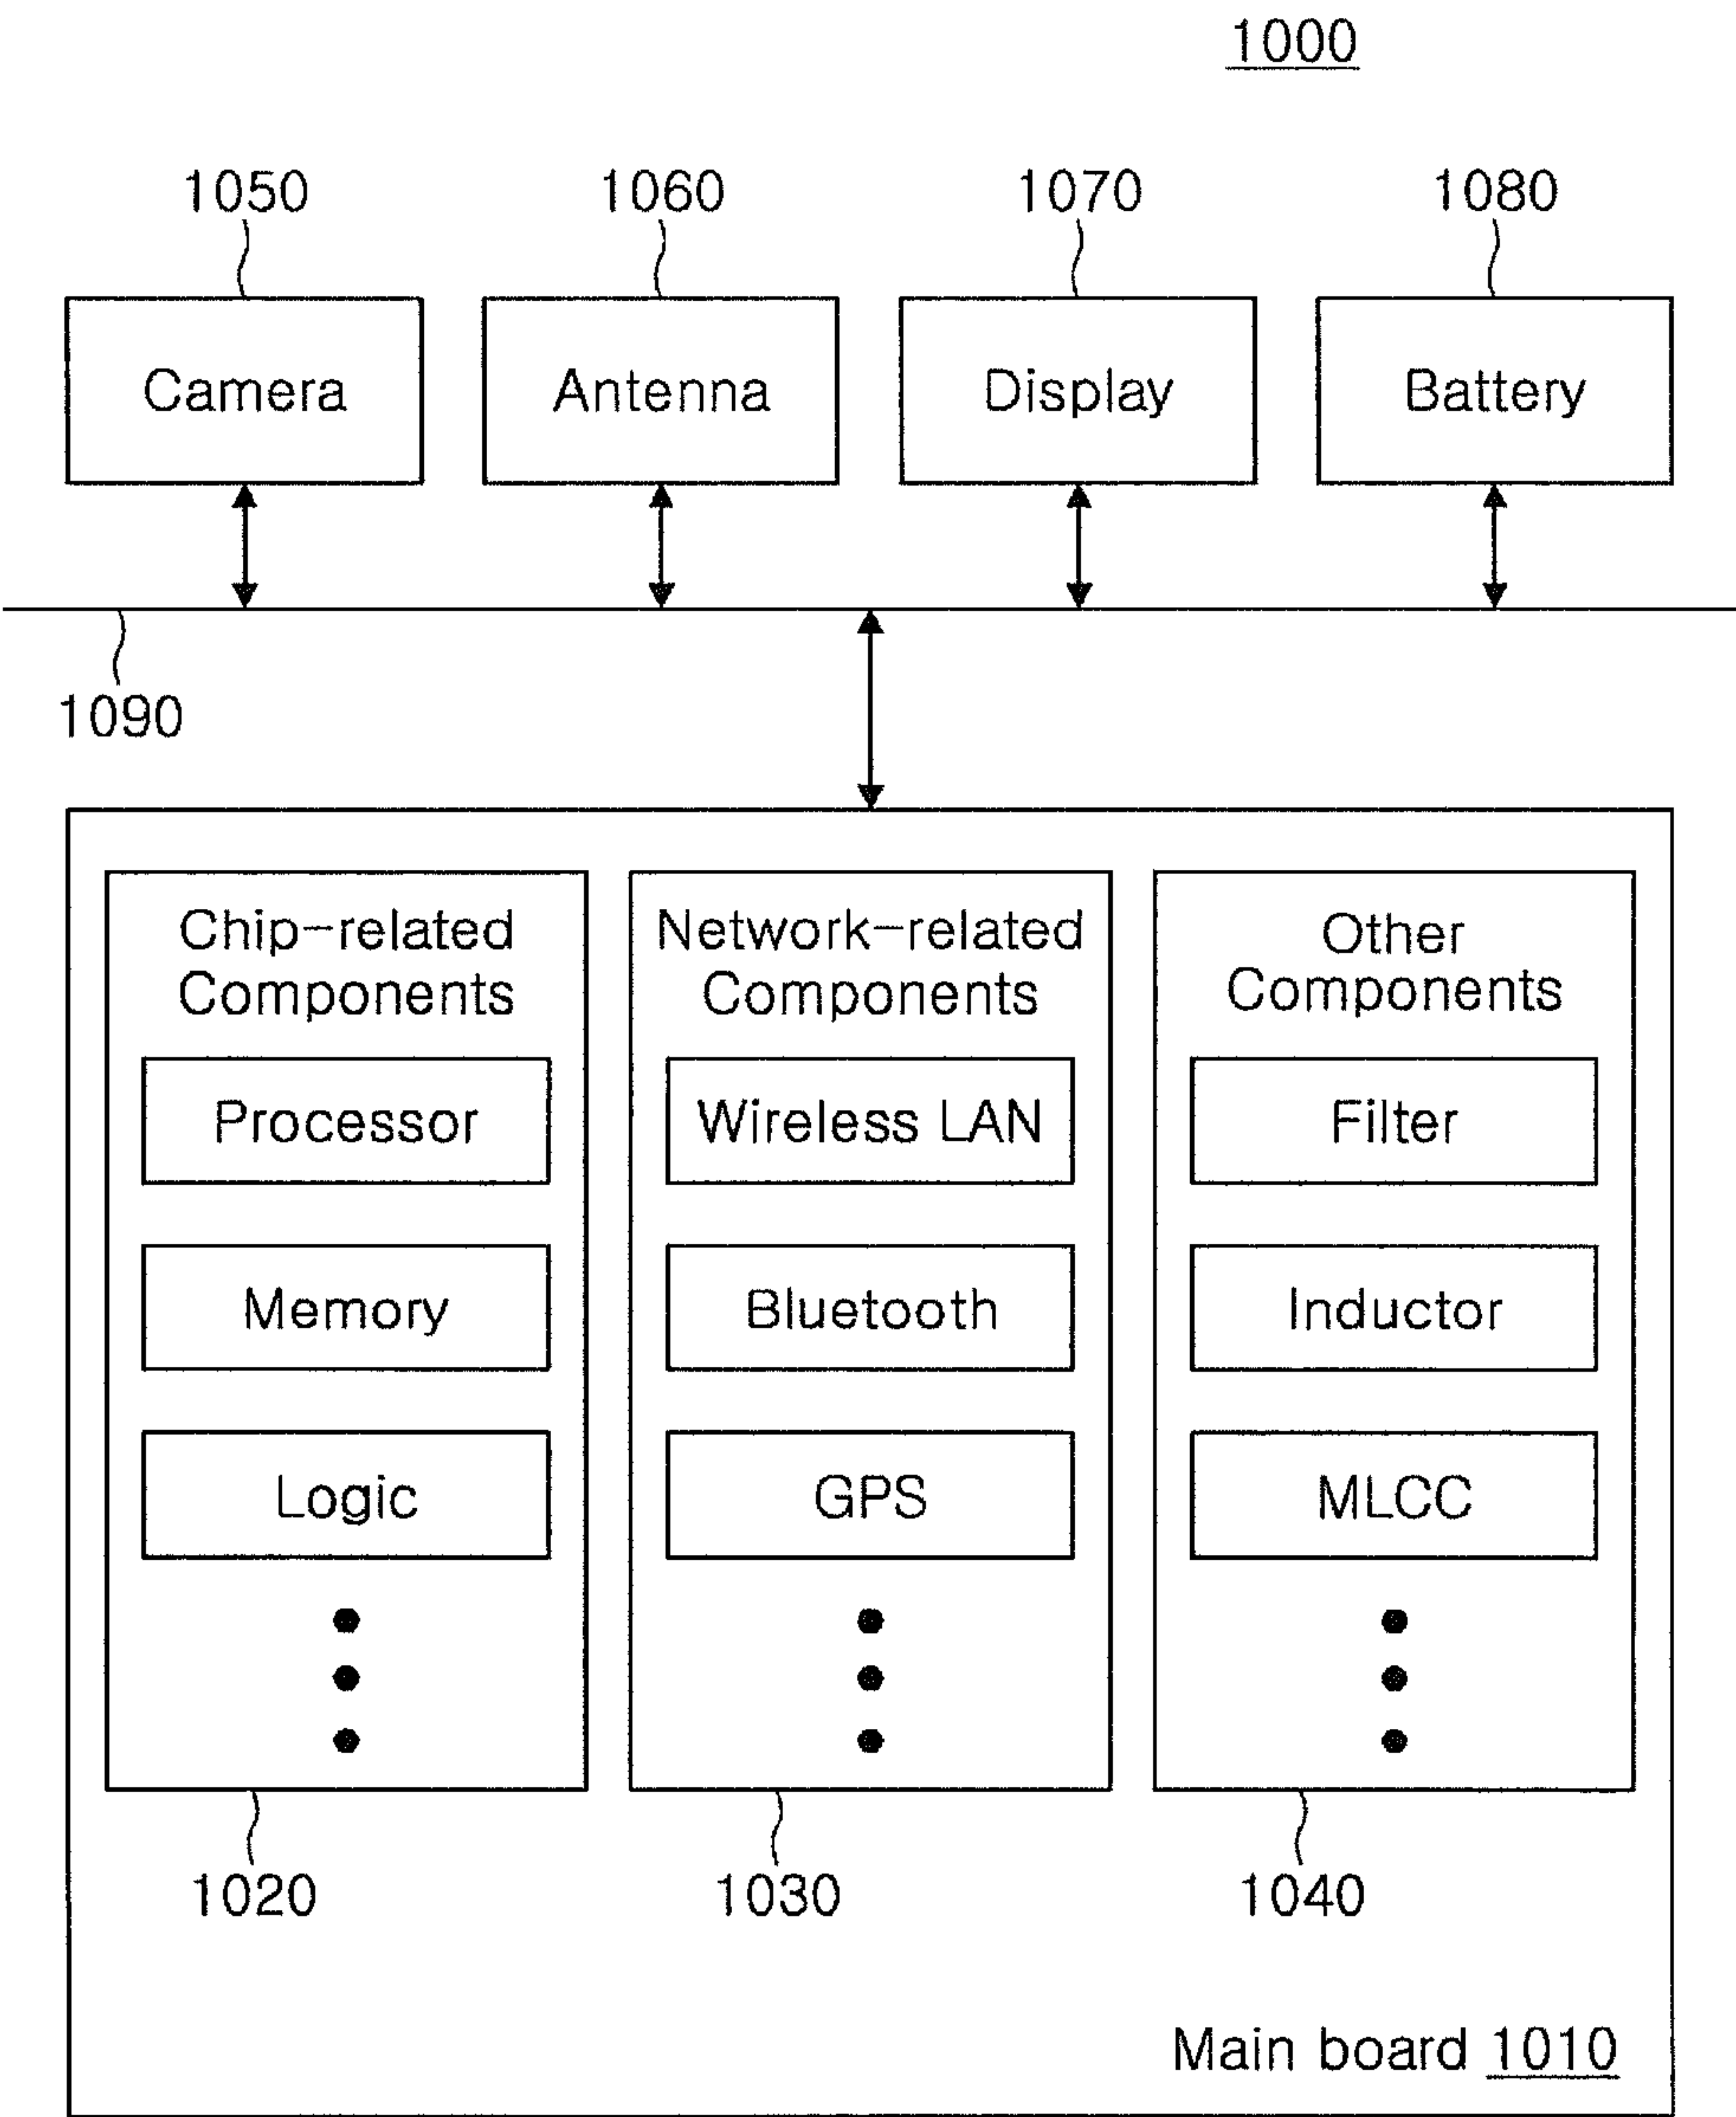 1000
1050 1060 1070 1080
Camera Antenna Display Battery
1090
Chip-related
Components
Processor
Memory
Logic
1020
Network-related
Components
Wireless LAN
Bluetooth
GPS
1030
Other
Components
Filter
Inductor
MLCC
1040
Main board 1010